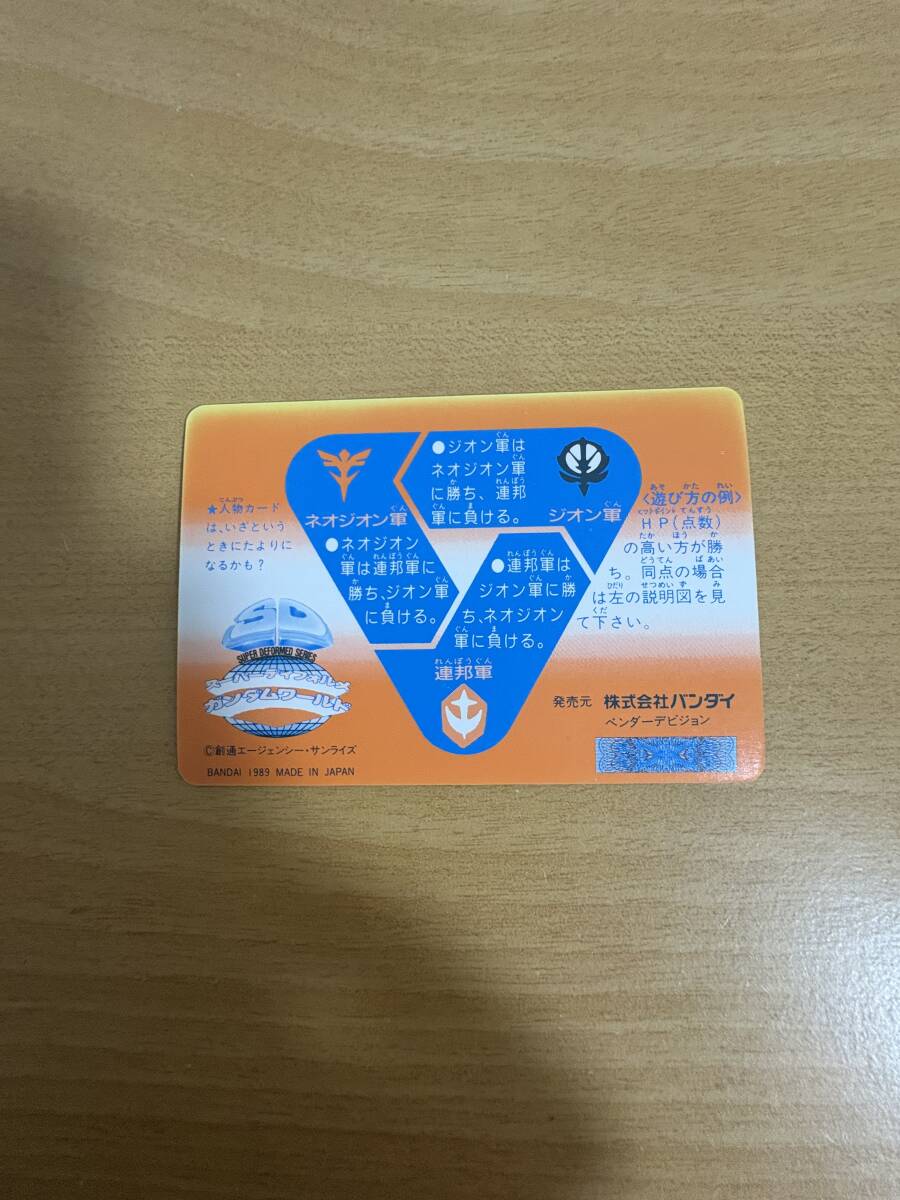 ★人物カード
は、いざという
ときにたよりに
なるかも？
ネオジオン軍
●ネオジオン
軍は連邦軍に
勝ち、ジオン軍
に負ける。
●ジオン軍は
ネオジオン軍
に勝ち、連邦
軍に負ける。
ジオン軍
●連邦軍は
ジオン軍に勝
ち、ネオジオン
軍に負ける。
連邦軍
〈遊び方の例〉
HP(点数)
の高い方が勝
ち。同点の場合
は左の説明図を見
て下さい。
SUPER DEFORMED SERIES
スーパーディフォルメ
ガンダムワールド
©創通エージェンシー・サンライズ
BANDAI 1989 MADE IN JAPAN
発売元 株式会社バンダイ
ベンダーデビジョン